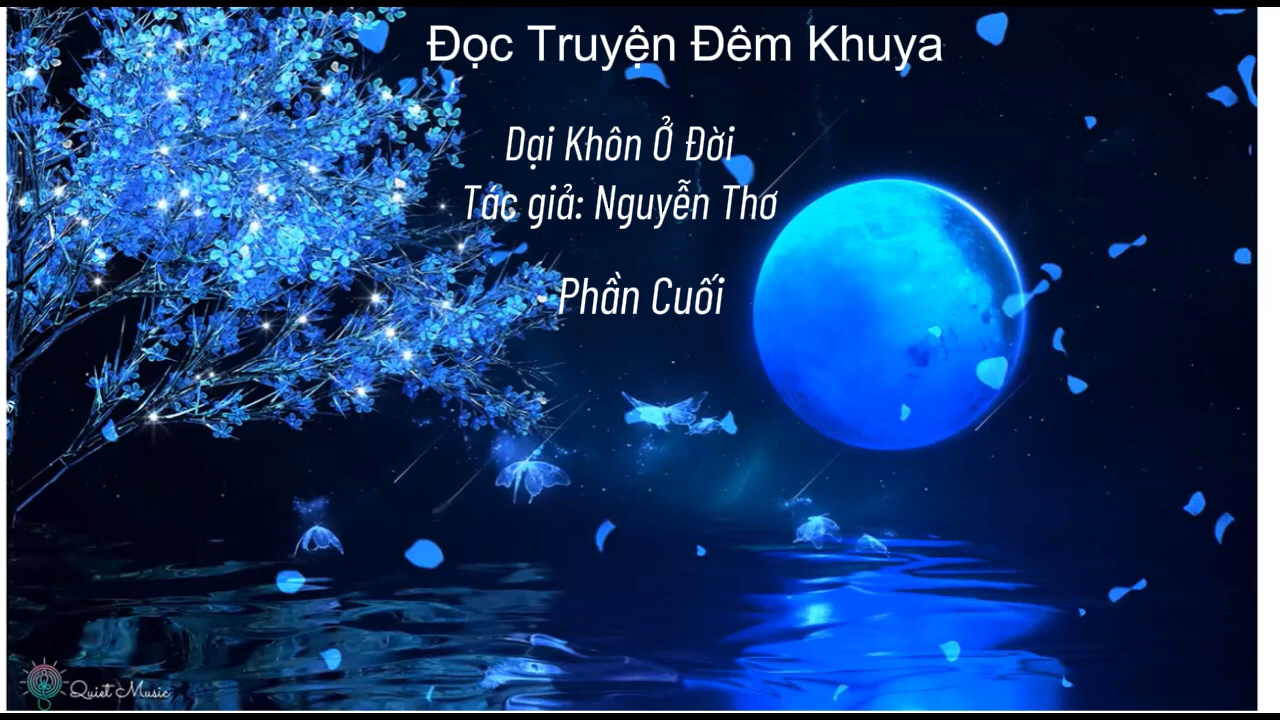 Đọc Truyện Đêm Khuya
Dại Khôn Ở Đời
Tác giả: Nguyễn Thơ
Phần Cuối
Quiet Music